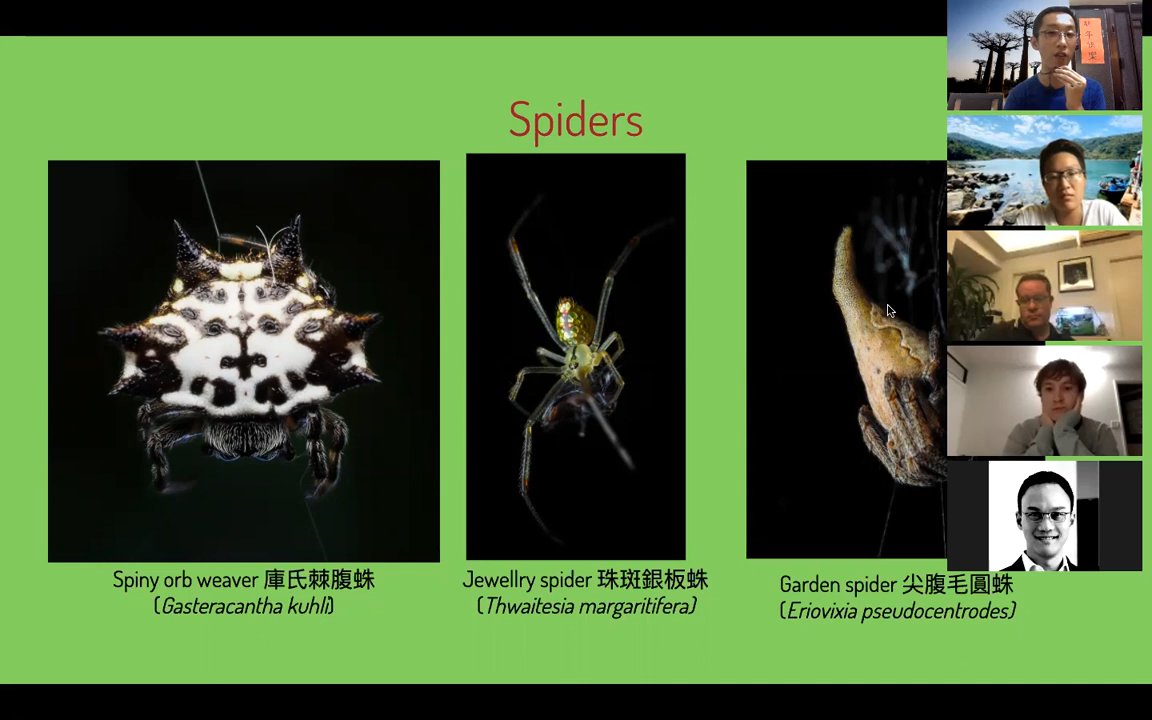 Spiders
Spiny orb weaver 庫氏棘腹蛛
(Gasteracantha kuhli)
Jewellry spider 珠斑銀板蛛
(Thwaitesia margaritifera)
Garden spider 尖腹毛圓蛛
(Eriovixia pseudocentrodes)